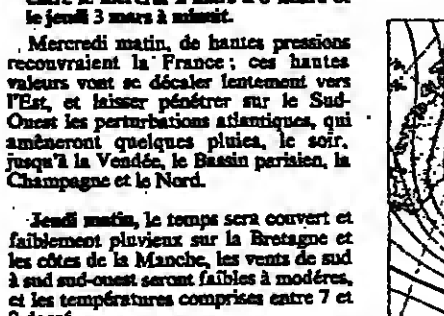 le jeudi 3 mars à minuit.
Mercredi matin, de hautes pressions
recouvraient la France ; ces hautes
valeurs vont se décaler lentement vers
l'Est, et laisser pénétrer sur le Sud-
Ouest les perturbations atlantiques, qui
amèneront quelques pluies, le soir,
jusqu'à la Vendée, le Bassin parisien, la
Champagne et le Nord.
Jeudi matin, le temps sera couvert et
faiblement pluvieux sur la Bretagne et
les côtes de la Manche, les vents de sud
à sud sud-ouest seront faibles à modérés,
et les températures comprises entre 7 et